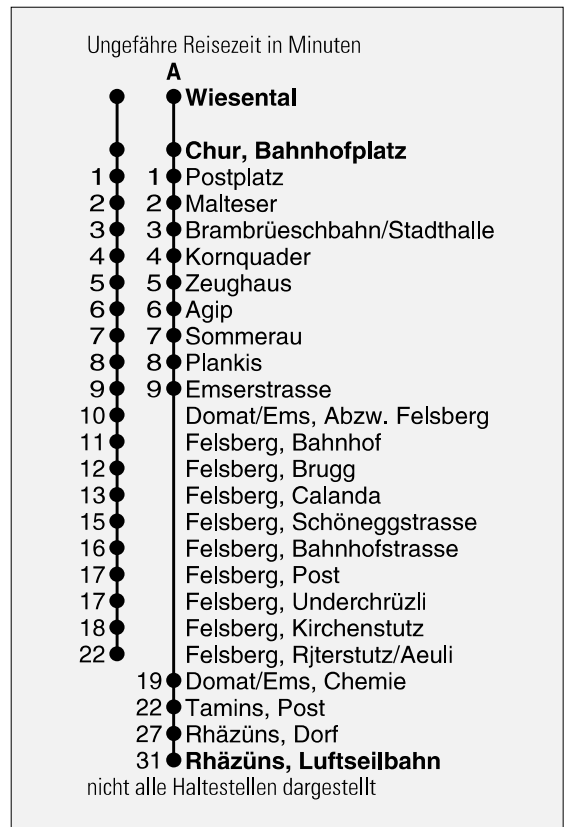 Ungefähre Reisezeit in Minuten
A
Wiesental
Chur, Bahnhofplatz
1 1 Postplatz
2 2 Malteser
3 3 Brambrüeschbahn/Stadthalle
4 4 Kornquader
5 5 Zeughaus
6 6 Agip
7 7 Sommerau
8 8 Plankis
9 9 Emserstrasse
10 Domat/Ems, Abzw. Felsberg
11 Felsberg, Bahnhof
12 Felsberg, Brugg
13 Felsberg, Calanda
15 Felsberg, Schöneggstrasse
16 Felsberg, Bahnhofstrasse
17 Felsberg, Post
17 Felsberg, Underchrüzli
18 Felsberg, Kirchenstutz
22 Felsberg, Rjterstutz/Aeuli
19 Domat/Ems, Chemie
22 Tamins, Post
27 Rhäzüns, Dorf
31 Rhäzüns, Luftseilbahn
nicht alle Haltestellen dargestellt